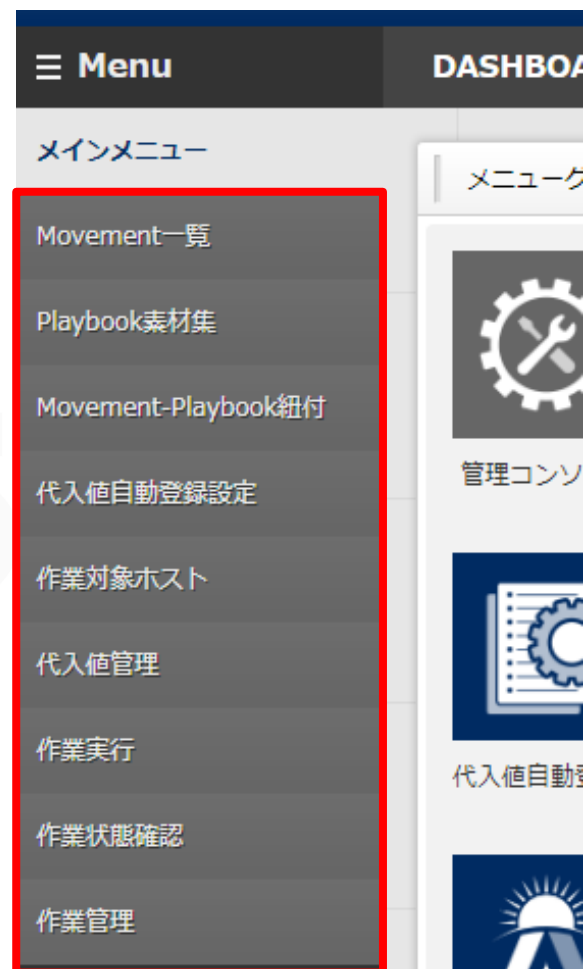 ☰ Menu
DASHBOA
メインメニュー
メニューグ
Movement一覧
Playbook素材集
Movement-Playbook紐付
代入値自動登録設定
作業対象ホスト
代入値管理
作業実行
作業状態確認
作業管理
管理コンソ
代入値自動登